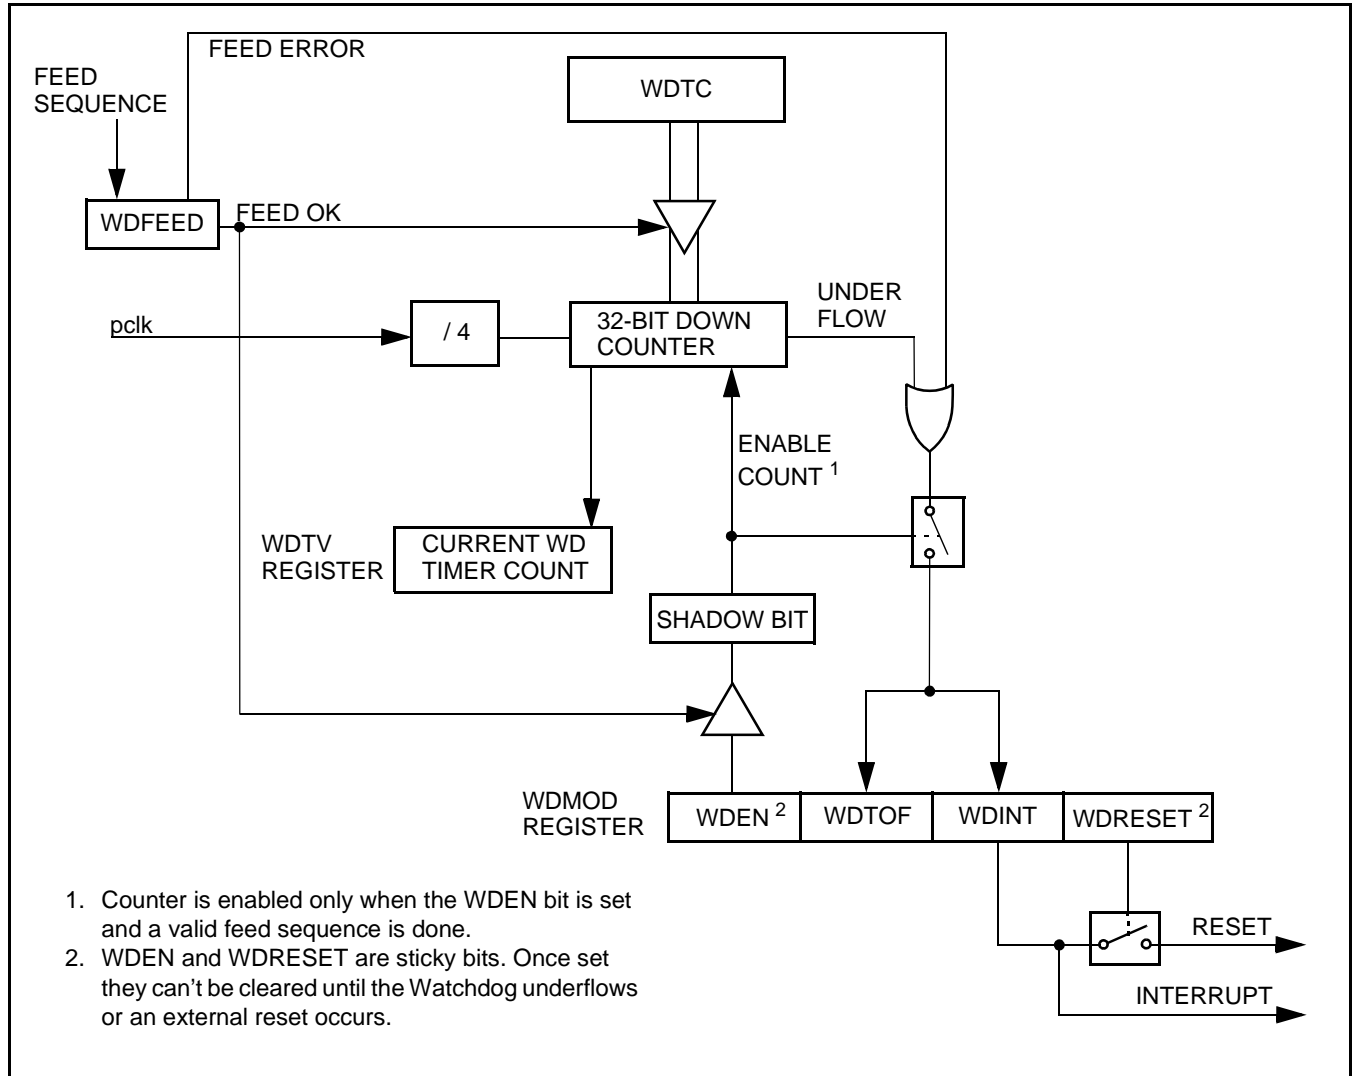 FEED ERROR
FEED
SEQUENCE
WDTC
WDFEED
FEED OK
UNDER
FLOW
pclk
/ 4
32-BIT DOWN
COUNTER
ENABLE
COUNT 1
WDTV
REGISTER
CURRENT WD
TIMER COUNT
SHADOW BIT
WDMOD
REGISTER
WDEN 2
WDTOF
WDINT
WDRESET 2
RESET
INTERRUPT
1. Counter is enabled only when the WDEN bit is set
and a valid feed sequence is done.
2. WDEN and WDRESET are sticky bits. Once set
they can't be cleared until the Watchdog underflows
or an external reset occurs.